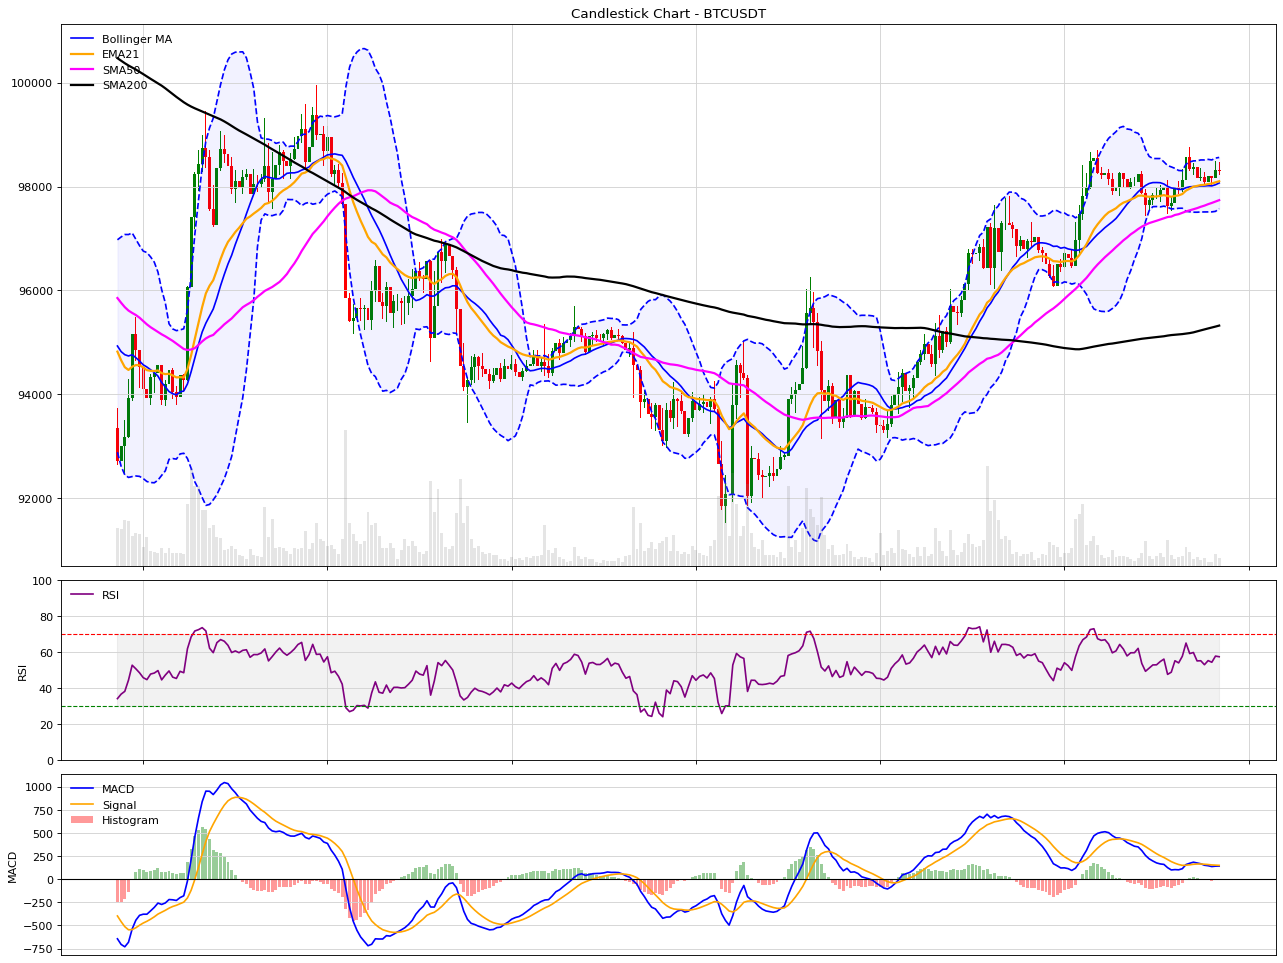 Candlestick Chart - BTCUSDT
Bollinger MA
EMA21
SMA50
SMA200
100000
98000
96000
94000
92000
RSI
100
80
60
40
20
0
RSI
MACD
Signal
Histogram
1000
750
500
250
0
−250
−500
−750
MACD